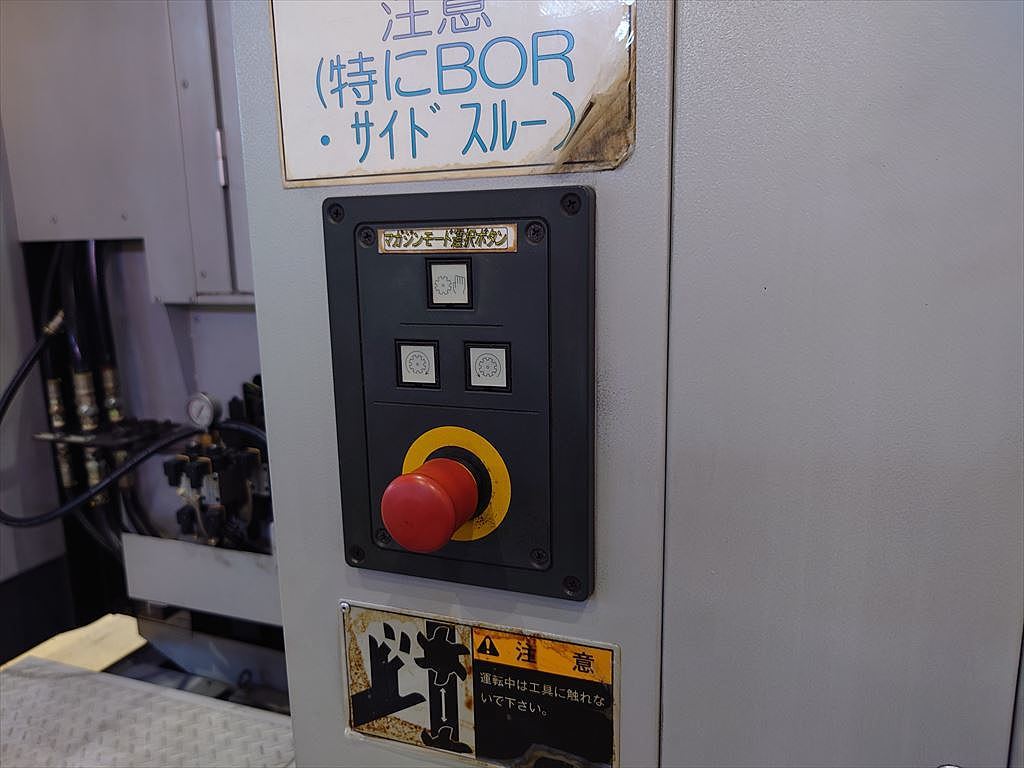 注意
(特にBOR
・サイドスルー)
マガジンモード選択ボタン
注意
運転中は工具に触れな
いで下さい。